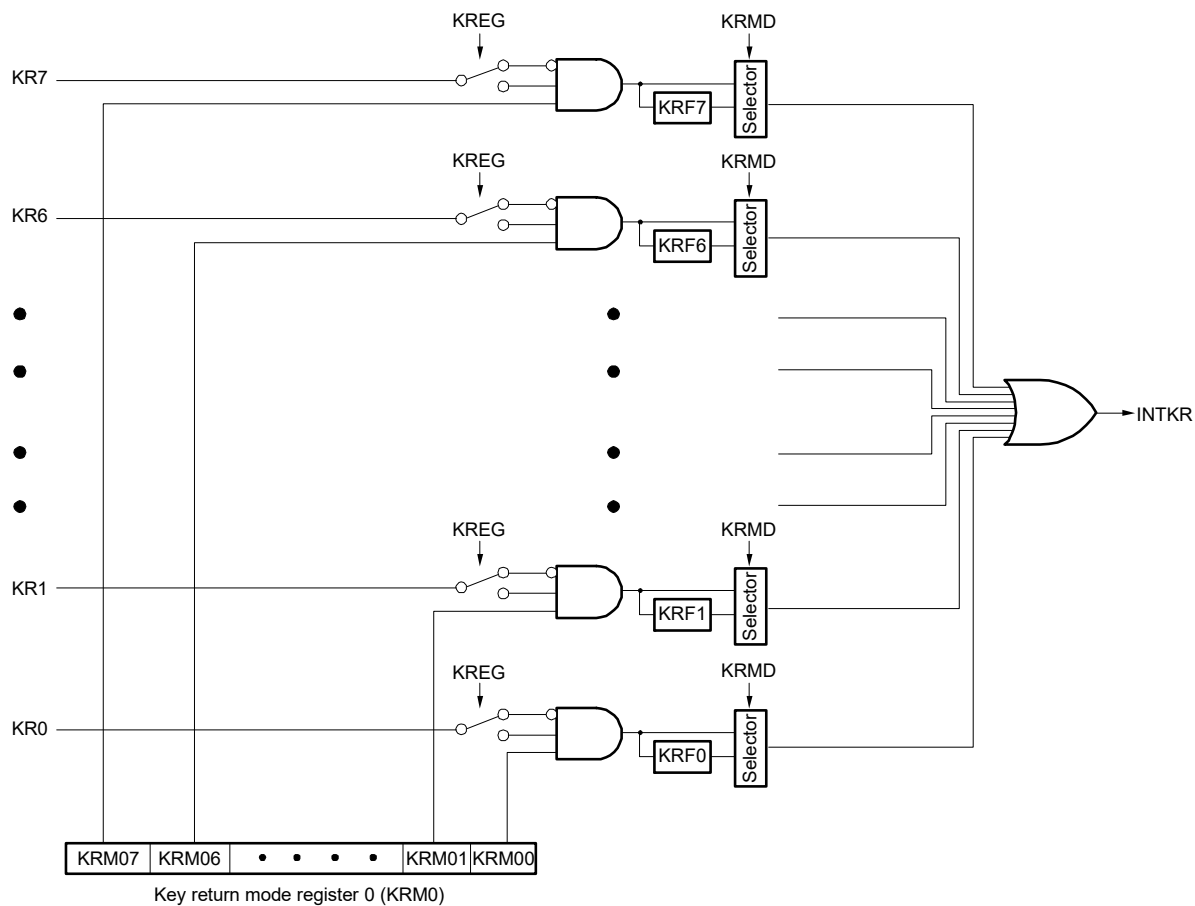 KREG
KRMD
KR7
KRF7
Selector
KREG
KRMD
KR6
KRF6
Selector
INTKR
KREG
KRMD
KR1
KRF1
Selector
KREG
KRMD
KR0
KRF0
Selector
KRM07 KRM06 KRM01 KRM00
Key return mode register 0 (KRM0)